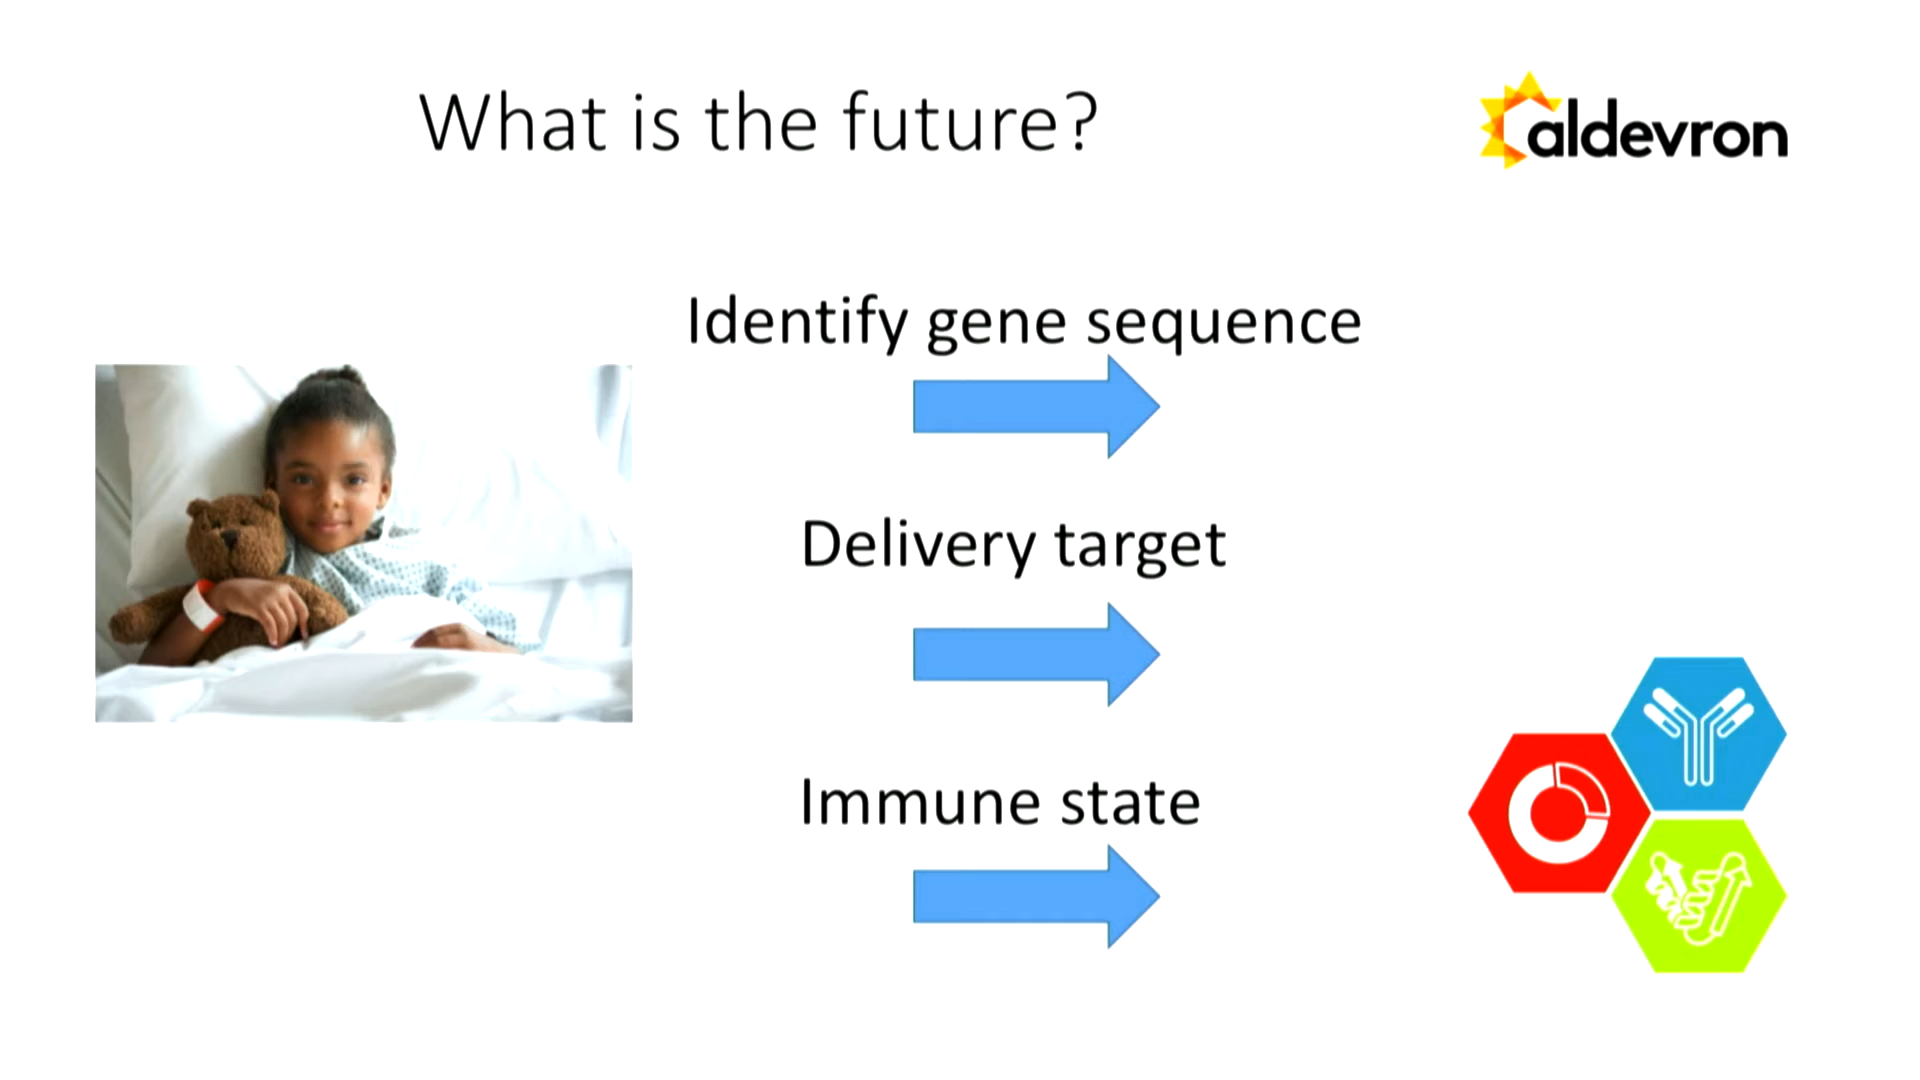 What is the future?
aldevron
Identify gene sequence
Delivery target
Immune state